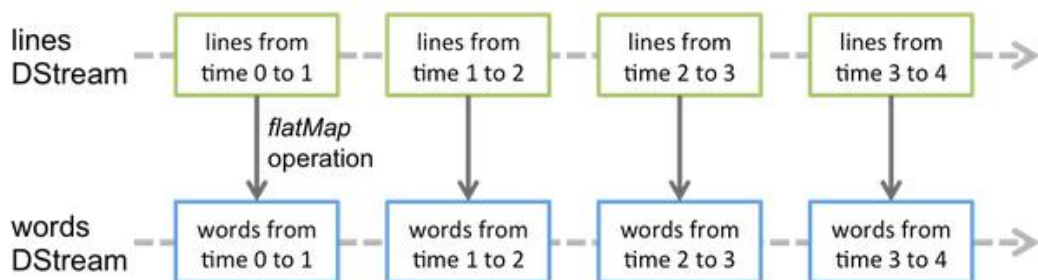 lines
DStream
lines from
time 0 to 1
lines from
time 1 to 2
lines from
time 2 to 3
lines from
time 3 to 4
flatMap
operation
words
DStream
words from
time 0 to 1
words from
time 1 to 2
words from
time 2 to 3
words from
time 3 to 4